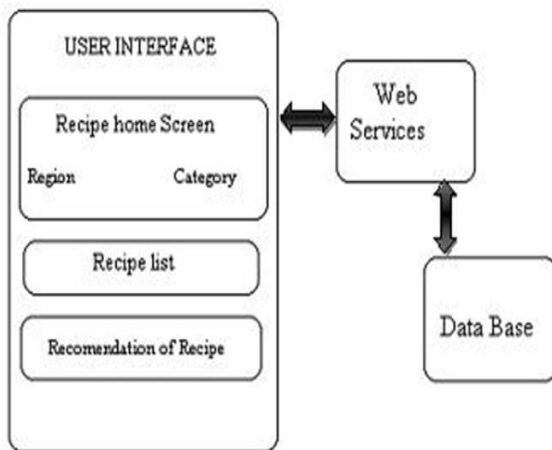 USER INTERFACE
Recipe home Screen
Region Category
Recipe list
Recomendation of Recipe
Web
Services
Data Base